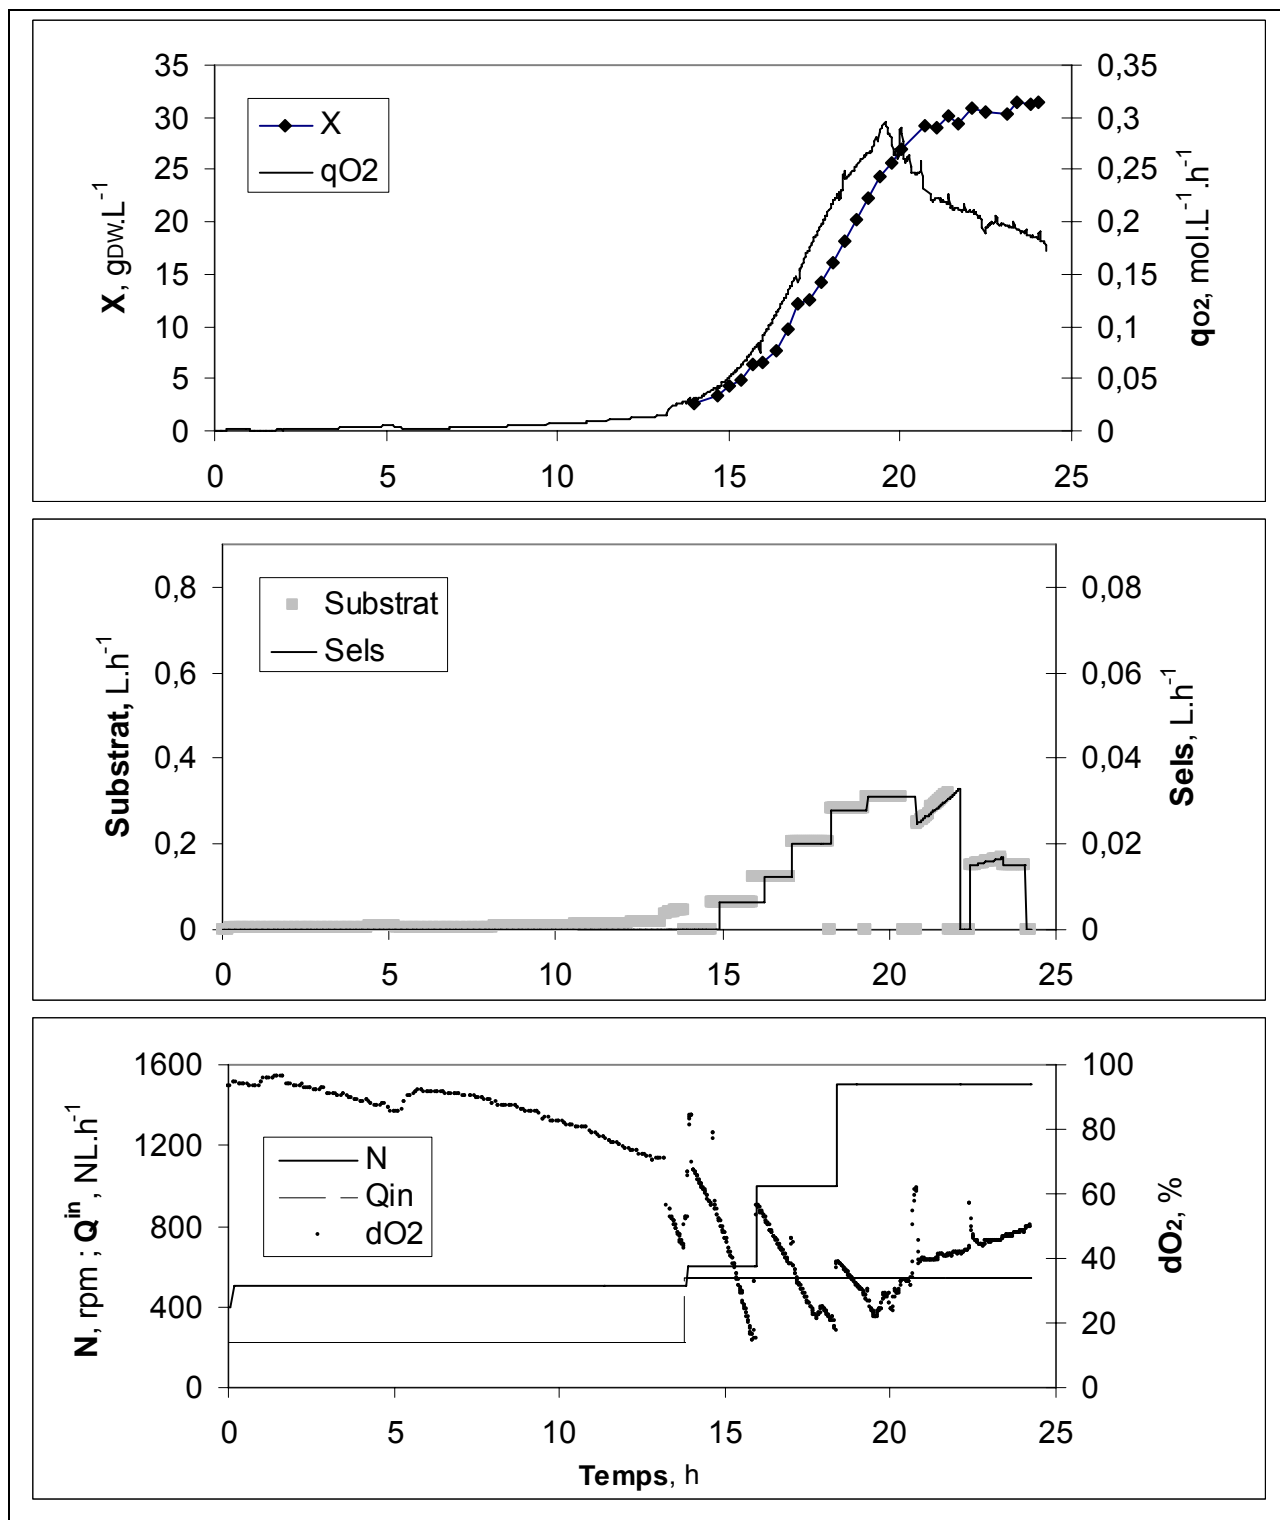 35
30
25
20
15
10
5
0
X, gDW.L-1
X
qO2
0,35
0,3
0,25
0,2
0,15
0,1
0,05
0
qO2, mol.L-1.h-1
0 5 10 15 20 25
0,8
0,6
0,4
0,2
0
Substrat, L.h-1
Substrat
Sels
0,08
0,06
0,04
0,02
0
Sels, L.h-1
0 5 10 15 20 25
1600
1200
800
400
0
N, rpm ; Qin, NL.h-1
N
Qin
dO2
100
80
60
40
20
0
dO2, %
0 5 10 15 20 25
Temps, h